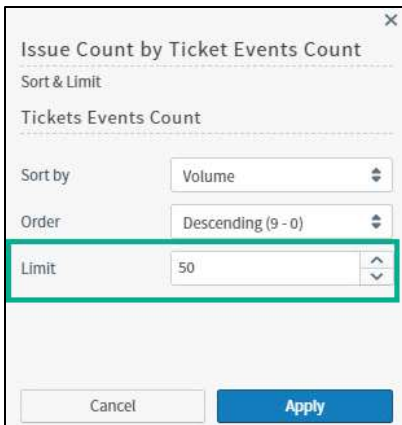 Issue Count by Ticket Events Count
Sort & Limit
Tickets Events Count
Sort by Volume
Order Descending (9 - 0)
Limit 50
Cancel Apply